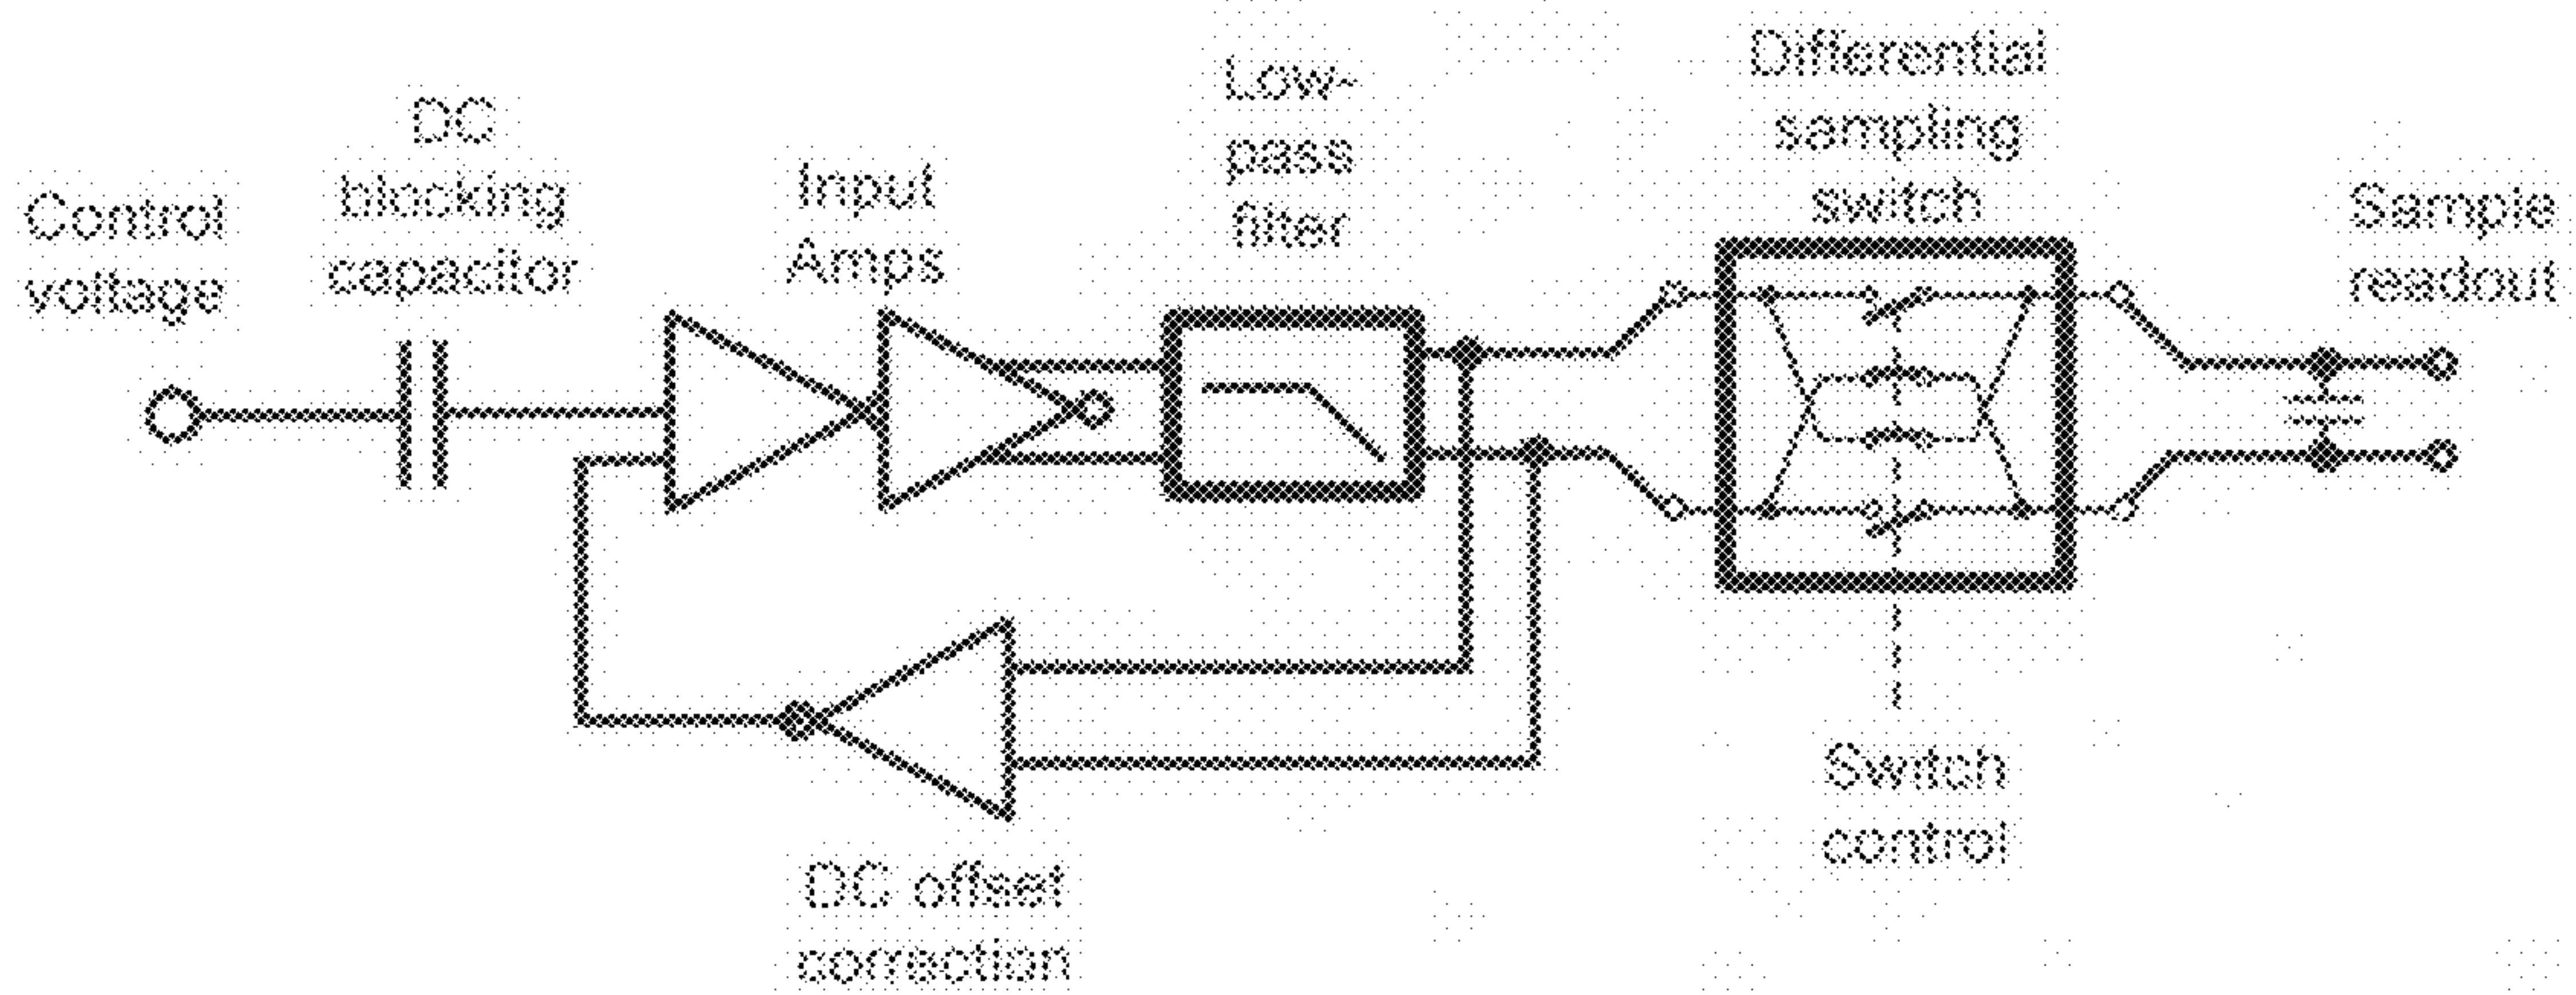 Control
voltage
DC
blocking
capacitor
Input
Amps
Low-
pass
filter
Differential
sampling
switch
Sample
readout
Switch
control
DC offset
correction